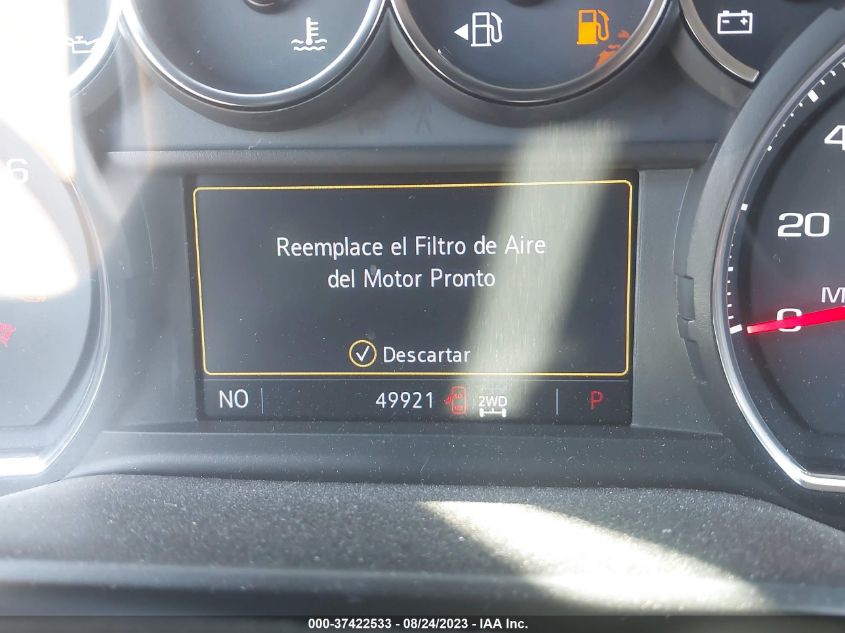 6
4
20
0
M
Reemplace el Filtro de Aire
del Motor Pronto
Descartar
NO
49921
2WD
P
000-37422533 - 08/24/2023 - IAA Inc.